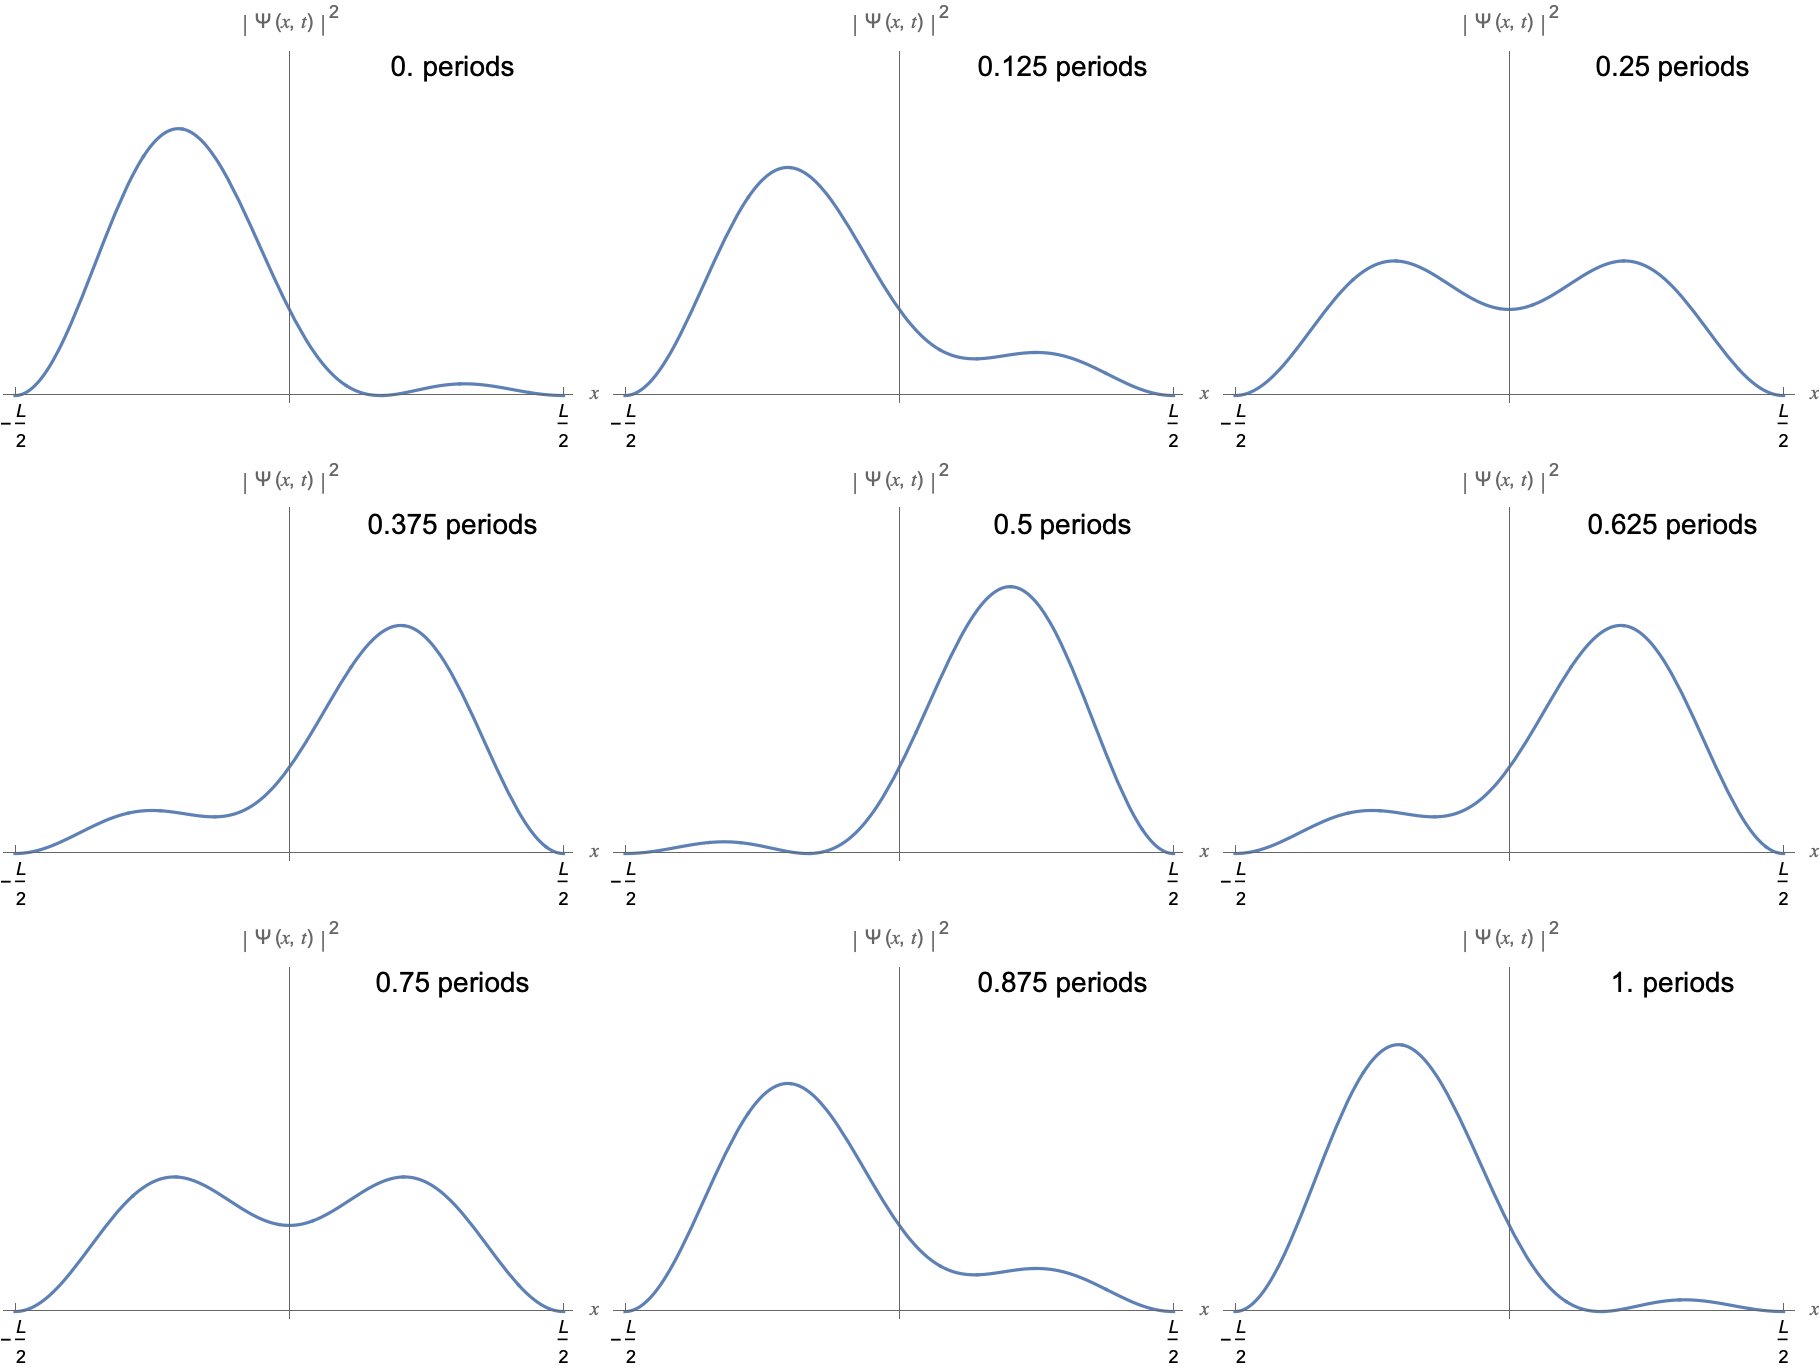 | Ψ (x, t) |² | Ψ (x, t) |² | Ψ (x, t) |²
0. periods 0.125 periods 0.25 periods
x x x
-L/2 L/2 -L/2 L/2 -L/2 L/2
| Ψ (x, t) |² | Ψ (x, t) |² | Ψ (x, t) |²
0.375 periods 0.5 periods 0.625 periods
x x x
-L/2 L/2 -L/2 L/2 -L/2 L/2
| Ψ (x, t) |² | Ψ (x, t) |² | Ψ (x, t) |²
0.75 periods 0.875 periods 1. periods
x x x
-L/2 L/2 -L/2 L/2 -L/2 L/2